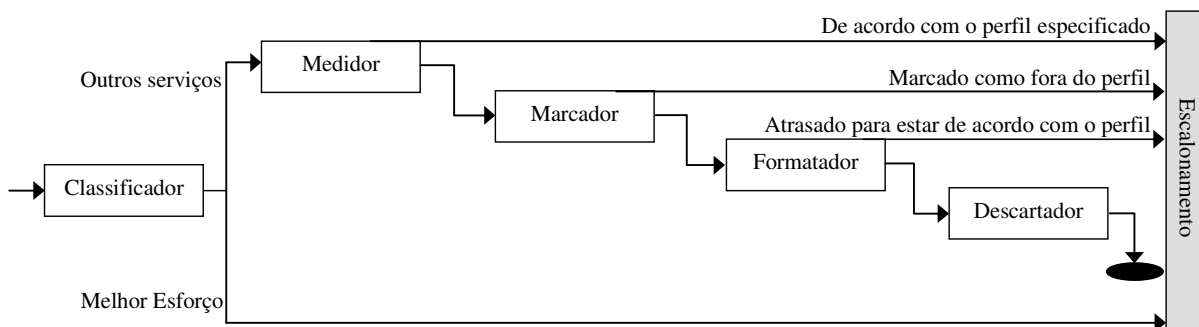 De acordo com o perfil especificado
Medidor
Outros serviços
Marcado como fora do perfil
Marcador
Atrasado para estar de acordo com o perfil
Formatador
Classificador
Descartador
Escalonamento
Melhor Esforço